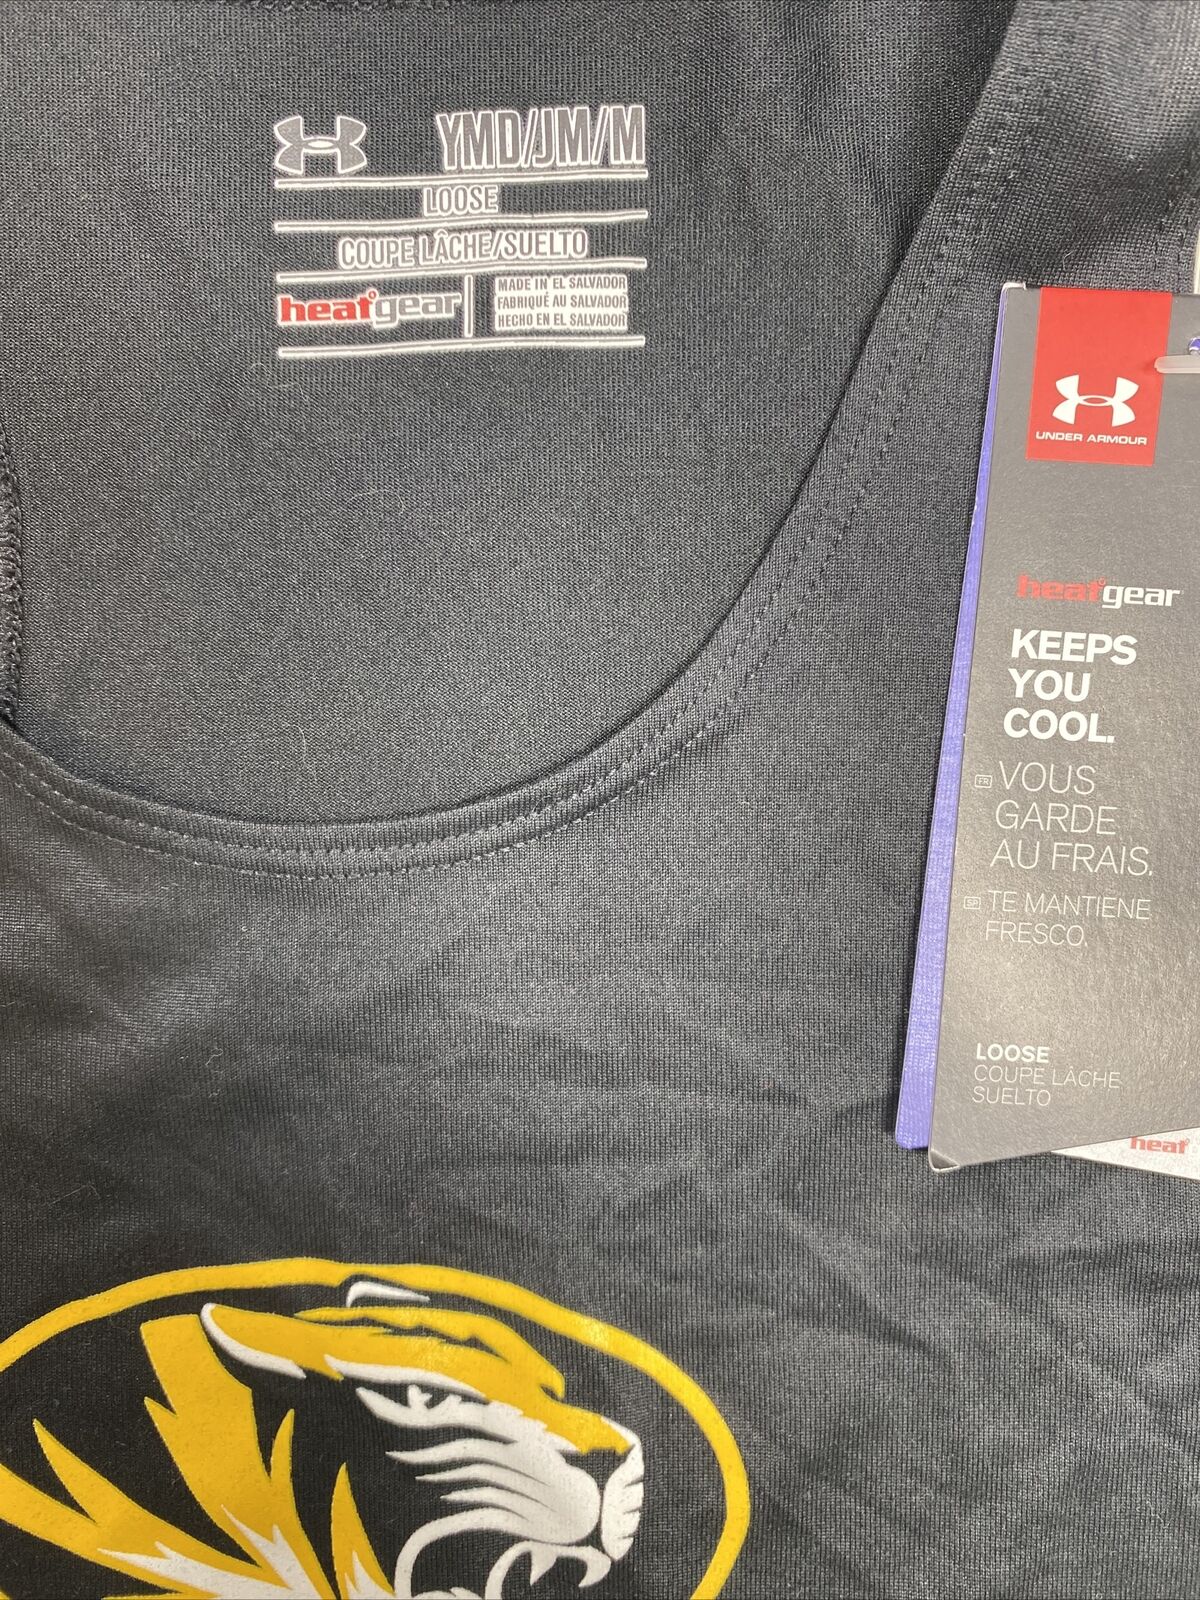 YMD/JM/M
LOOSE
COUPE LÂCHE/SUELTO
heatgear
MADE IN EL SALVADOR
FABRIQUÉ AU SALVADOR
HECHO EN EL SALVADOR
UNDER ARMOUR
heatgear
KEEPS
YOU
COOL.
FR VOUS
GARDE
AU FRAIS.
SP TE MANTIENE
FRESCO.
LOOSE
COUPE LÂCHE
SUELTO
heat